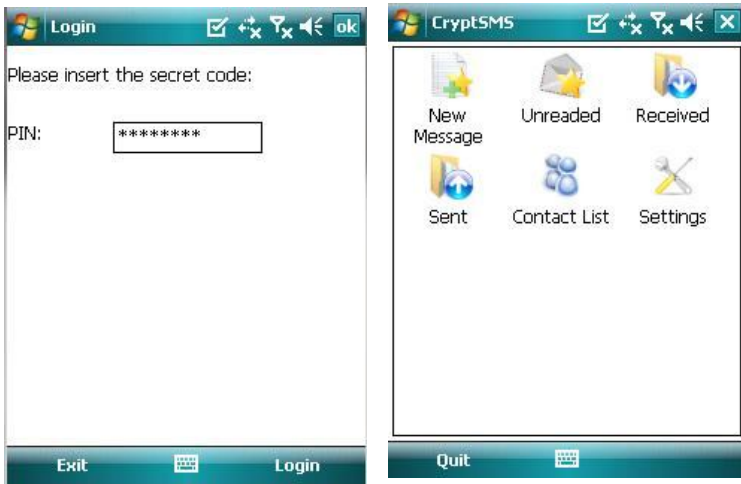 Login
ok
Please insert the secret code:
PIN: ********
Exit
Login
CryptSMS
New Message
Unreaded
Received
Sent
Contact List
Settings
Quit